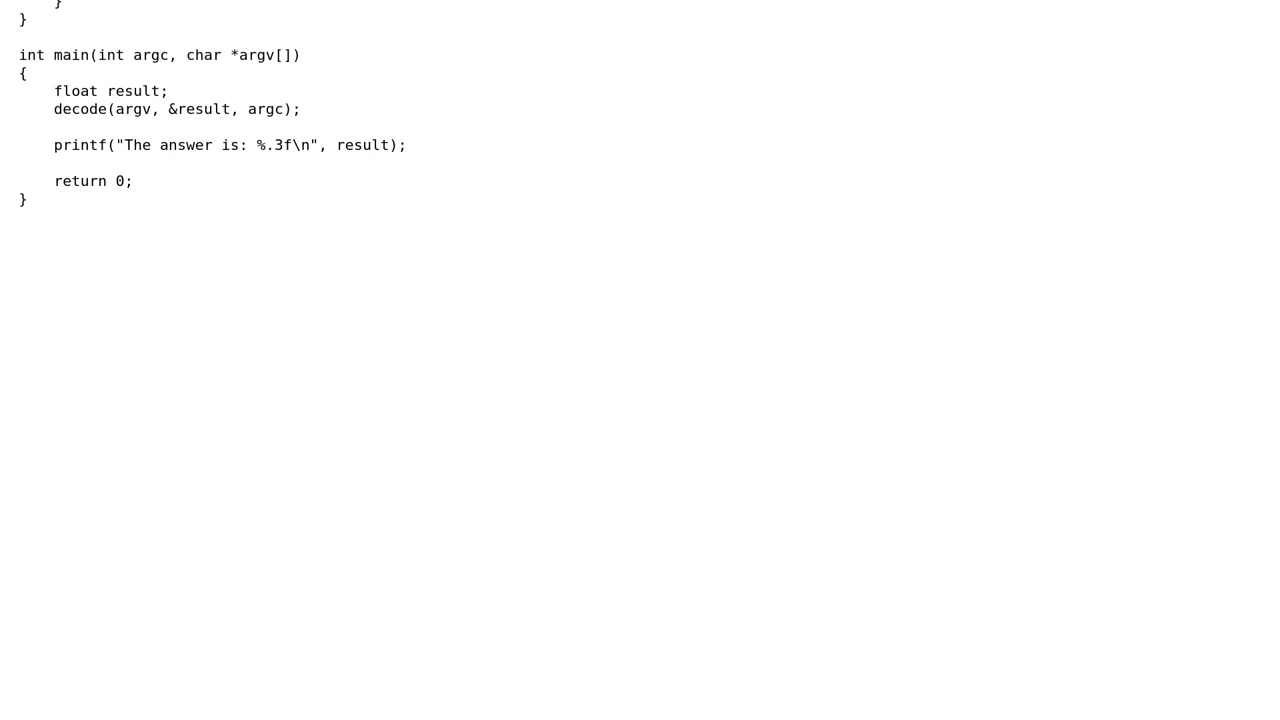 }
}
int main(int argc, char *argv[])
{
    float result;
    decode(argv, &result, argc);
    printf("The answer is: %.3f\n", result);
    return 0;
}